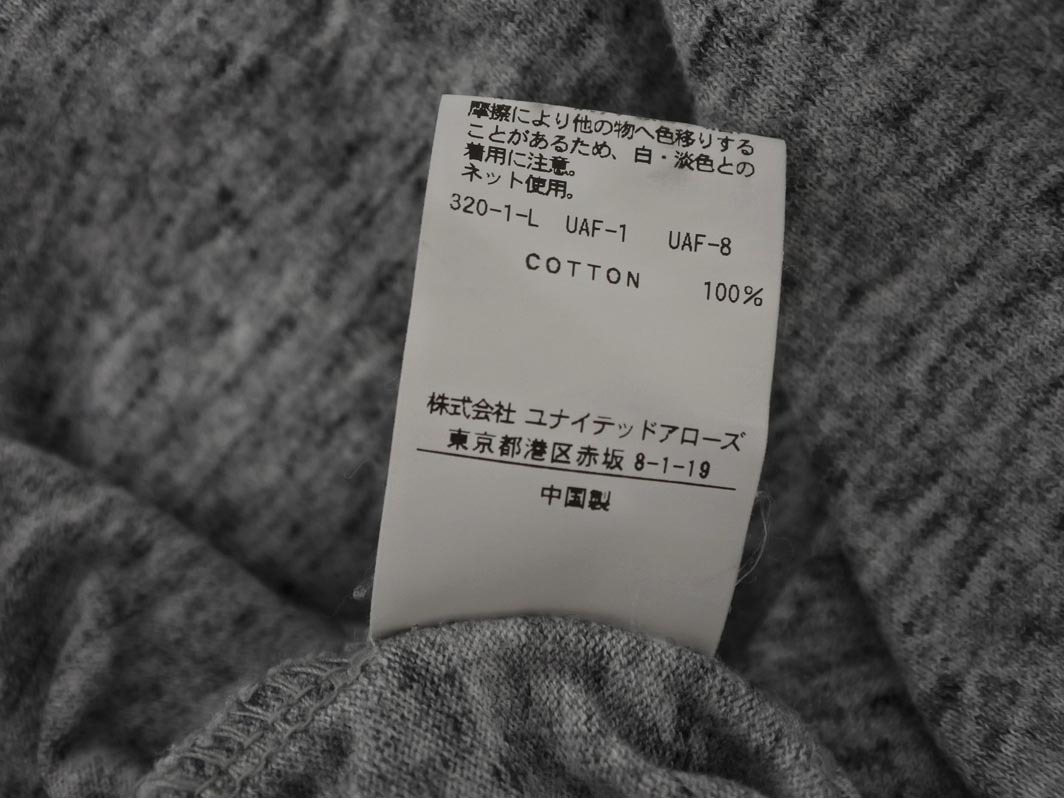 摩擦により他の物へ色移りする
ことがあるため、白・淡色との
着用に注意。
ネット使用。
320-1-L UAF-1 UAF-8
COTTON 100%
株式会社 ユナイテッドアローズ
東京都港区赤坂 8-1-19
中国製